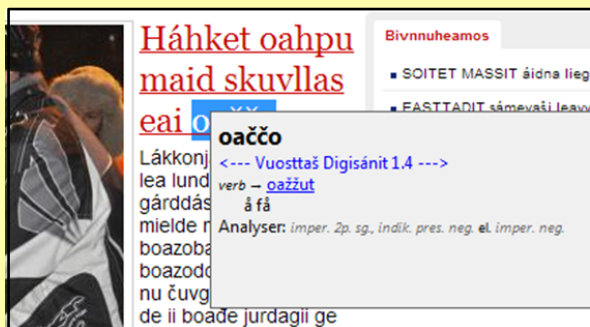 Háhket oahpu
maid skuvllas
eai
Lákkonj
lea lund
gárddás
mielde
boazoba
boazodo
nu čuvg
de ii boađe jurdagii ge
Bivnnuheamos
SOITET MASSIT áidna lieg
EASTTADIT sámevaši
oaččo
<--- Vuosttaš Digisánit 1.4 --->
verb → oažžut
å få
Analyser: imper. 2p. sg., indik. pres. neg. el. imper. neg.